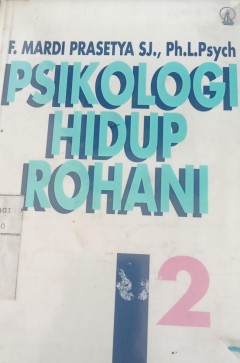 F. MARDI PRASETYA SJ., Ph.L.Psych
PSIKOLOGI
HIDUP
ROHANI
2